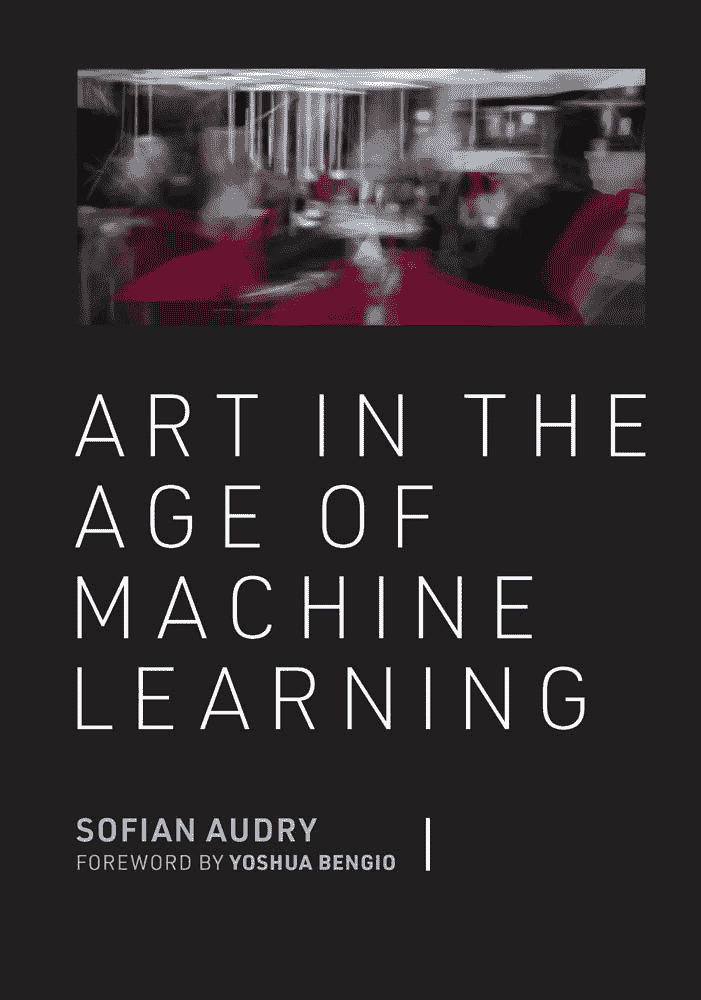 ART IN THE
AGE OF
MACHINE
LEARNING
SOFIAN AUDRY
FOREWORD BY YOSHUA BENGIO